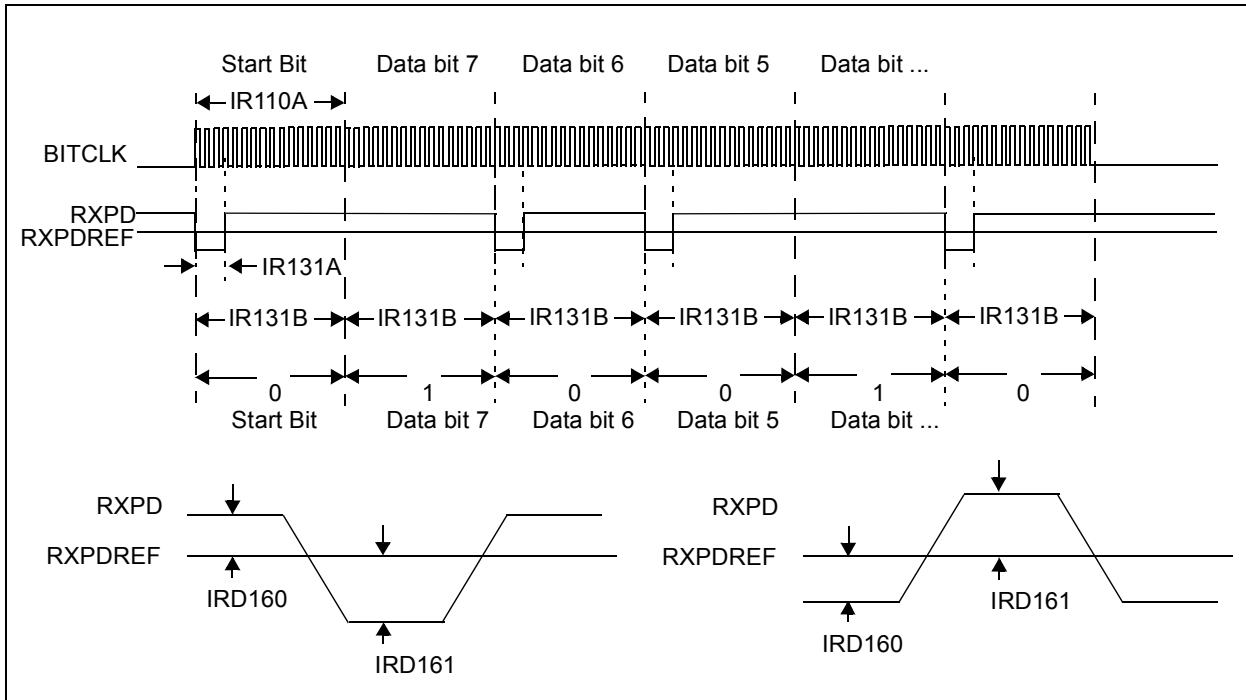 Start Bit Data bit 7 Data bit 6 Data bit 5 Data bit ...
IR110A
BITCLK
RXPD
RXPDREF
IR131A
IR131B IR131B IR131B IR131B IR131B IR131B
0 1 0 0 1 0
Start Bit Data bit 7 Data bit 6 Data bit 5 Data bit ...
RXPD
RXPDREF
IRD160
IRD161
RXPD
RXPDREF
IRD161
IRD160